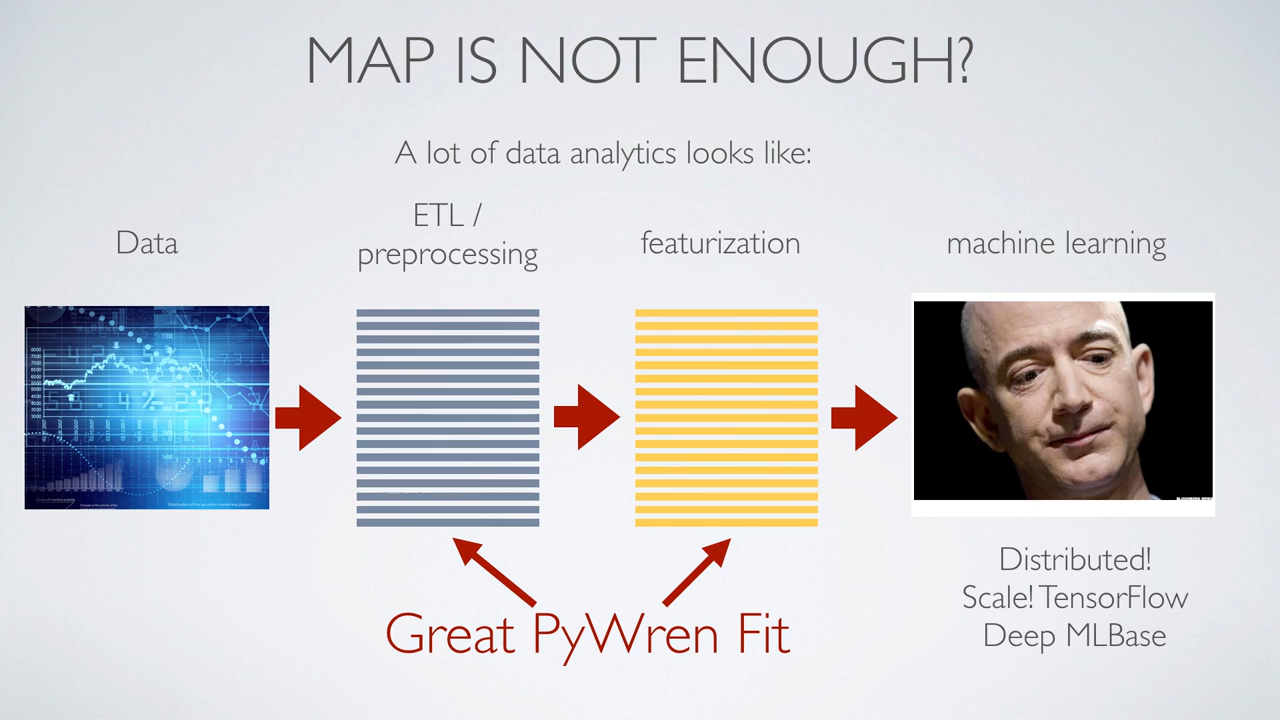 MAP IS NOT ENOUGH?
A lot of data analytics looks like:
Data
ETL /
preprocessing
featurization
machine learning
Great PyWren Fit
Distributed!
Scale! TensorFlow
Deep MLBase